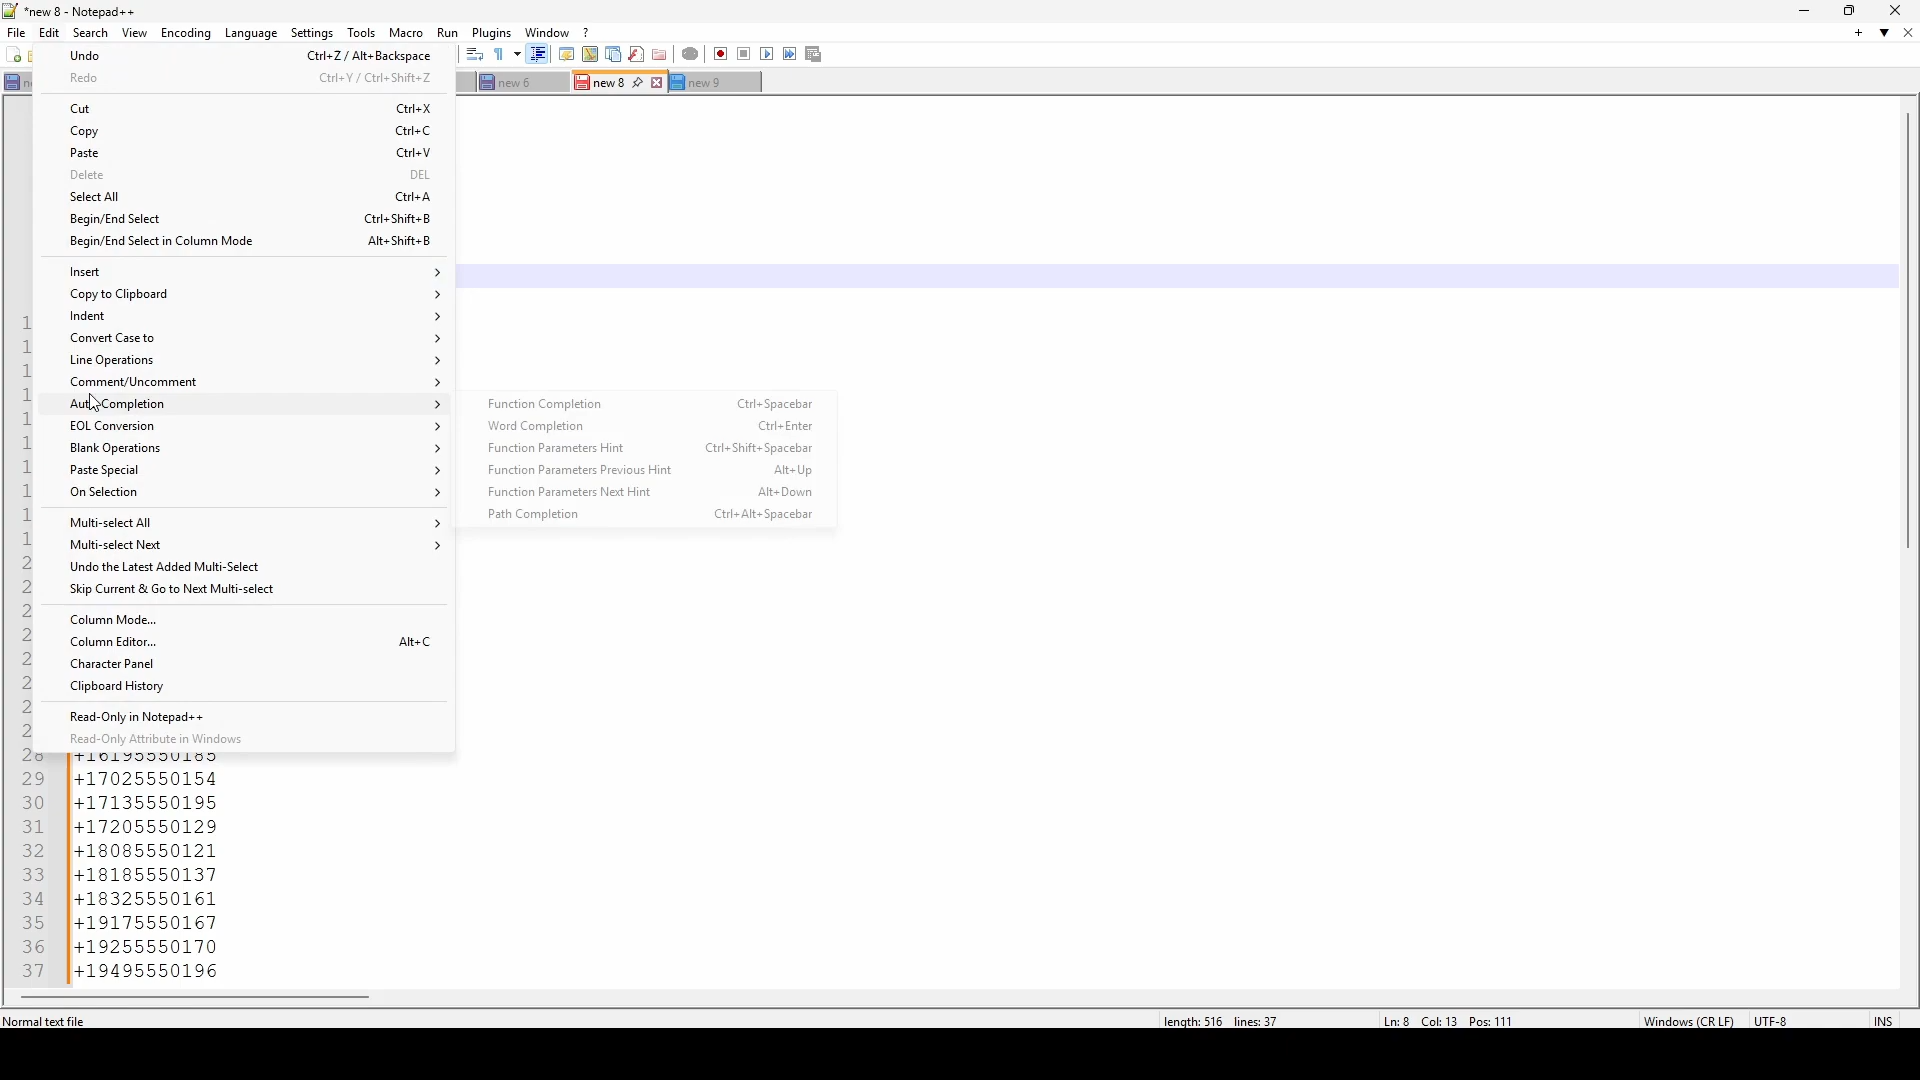 *new 8 - Notepad++
File Edit Search View Encoding Language Settings Tools Macro Run Plugins Window ?
new 6 new 8 new 9
Undo Ctrl+Z / Alt+Backspace
Redo Ctrl+Y / Ctrl+Shift+Z
Cut Ctrl+X
Copy Ctrl+C
Paste Ctrl+V
Delete DEL
Select All Ctrl+A
Begin/End Select Ctrl+Shift+B
Begin/End Select in Column Mode Alt+Shift+B
Insert
Copy to Clipboard
Indent
Convert Case to
Line Operations
Comment/Uncomment
Auto-Completion
EOL Conversion
Blank Operations
Paste Special
On Selection
Multi-select All
Multi-select Next
Undo the Latest Added Multi-Select
Skip Current & Go to Next Multi-select
Column Mode...
Column Editor... Alt+C
Character Panel
Clipboard History
Read-Only in Notepad++
Read-Only Attribute in Windows
Function Completion Ctrl+Spacebar
Word Completion Ctrl+Enter
Function Parameters Hint Ctrl+Shift+Spacebar
Function Parameters Previous Hint Alt+Up
Function Parameters Next Hint Alt+Down
Path Completion Ctrl+Alt+Spacebar
28 +16195550185
29 +17025550154
30 +17135550195
31 +17205550129
32 +18085550121
33 +18185550137
34 +18325550161
35 +19175550167
36 +19255550170
37 +19495550196
Normal text file length: 516 lines: 37 Ln: 8 Col: 13 Pos: 111 Windows (CR LF) UTF-8 INS